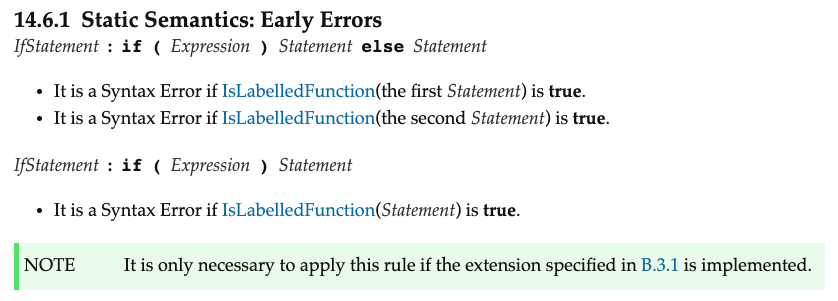 14.6.1 Static Semantics: Early Errors
IfStatement : if ( Expression ) Statement else Statement
• It is a Syntax Error if IsLabelledFunction(the first Statement) is true.
• It is a Syntax Error if IsLabelledFunction(the second Statement) is true.
IfStatement : if ( Expression ) Statement
• It is a Syntax Error if IsLabelledFunction(Statement) is true.
NOTE It is only necessary to apply this rule if the extension specified in B.3.1 is implemented.